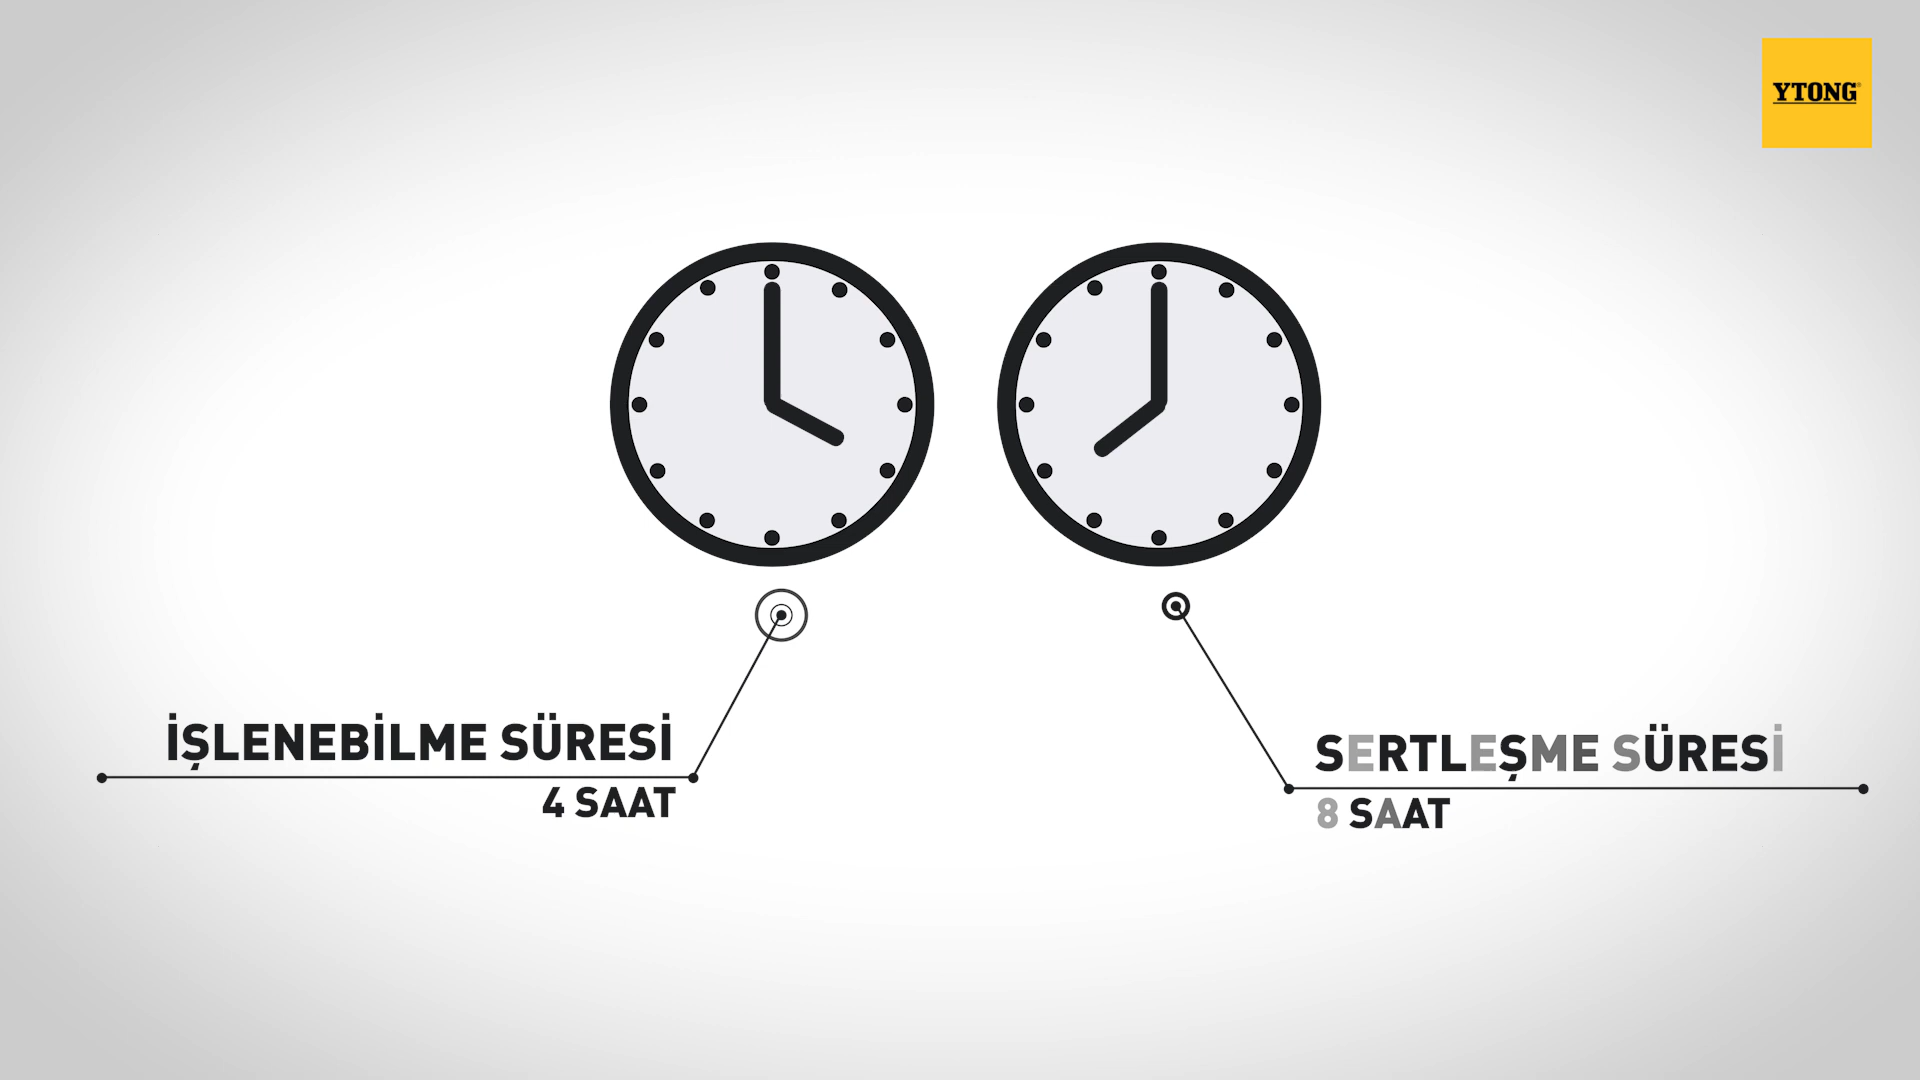 YTONG
İŞLENEBİLME SÜRESİ
4 SAAT
SERTLEŞME SÜRESİ
8 SAAT